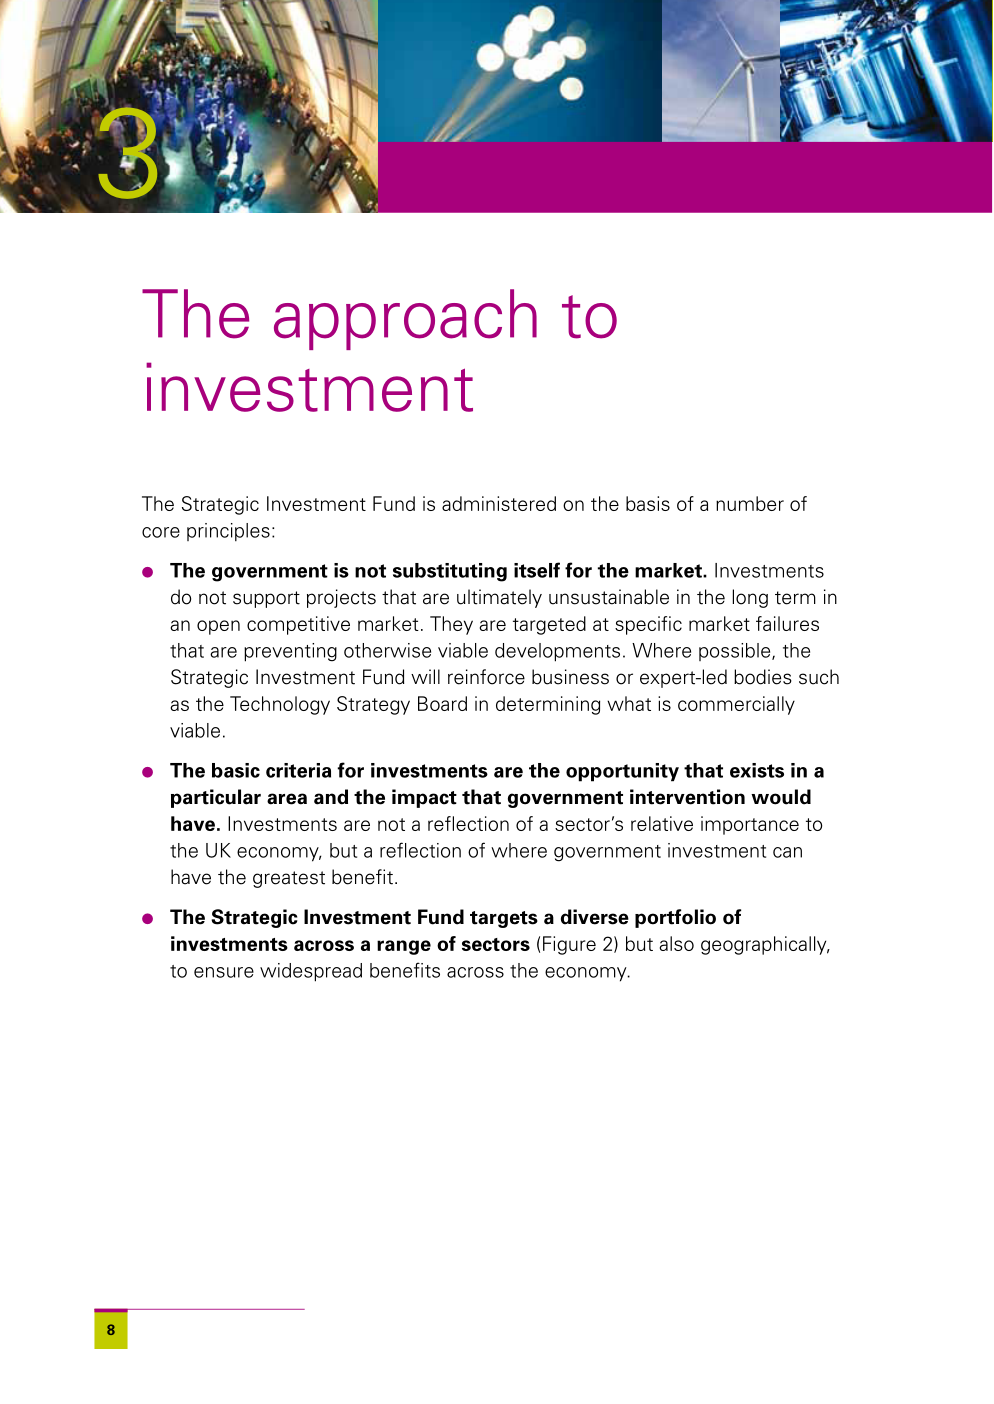 3
The approach to
investment
The Strategic Investment Fund is administered on the basis of a number of
core principles:
● The government is not substituting itself for the market. Investments
do not support projects that are ultimately unsustainable in the long term in
an open competitive market. They are targeted at specific market failures
that are preventing otherwise viable developments. Where possible, the
Strategic Investment Fund will reinforce business or expert-led bodies such
as the Technology Strategy Board in determining what is commercially
viable.
● The basic criteria for investments are the opportunity that exists in a
particular area and the impact that government intervention would
have. Investments are not a reflection of a sector’s relative importance to
the UK economy, but a reflection of where government investment can
have the greatest benefit.
● The Strategic Investment Fund targets a diverse portfolio of
investments across a range of sectors (Figure 2) but also geographically,
to ensure widespread benefits across the economy.
8